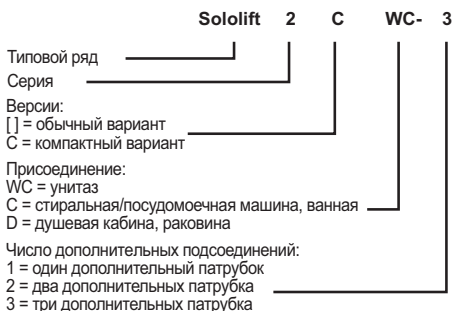 Sololift 2 C WC- 3
Типовой ряд
Серия
Версии:
[ ] = обычный вариант
C = компактный вариант
Присоединение:
WC = унитаз
C = стиральная/посудомоечная машина, ванная
D = душевая кабина, раковина
Число дополнительных подсоединений:
1 = один дополнительный патрубок
2 = два дополнительных патрубка
3 = три дополнительных патрубка